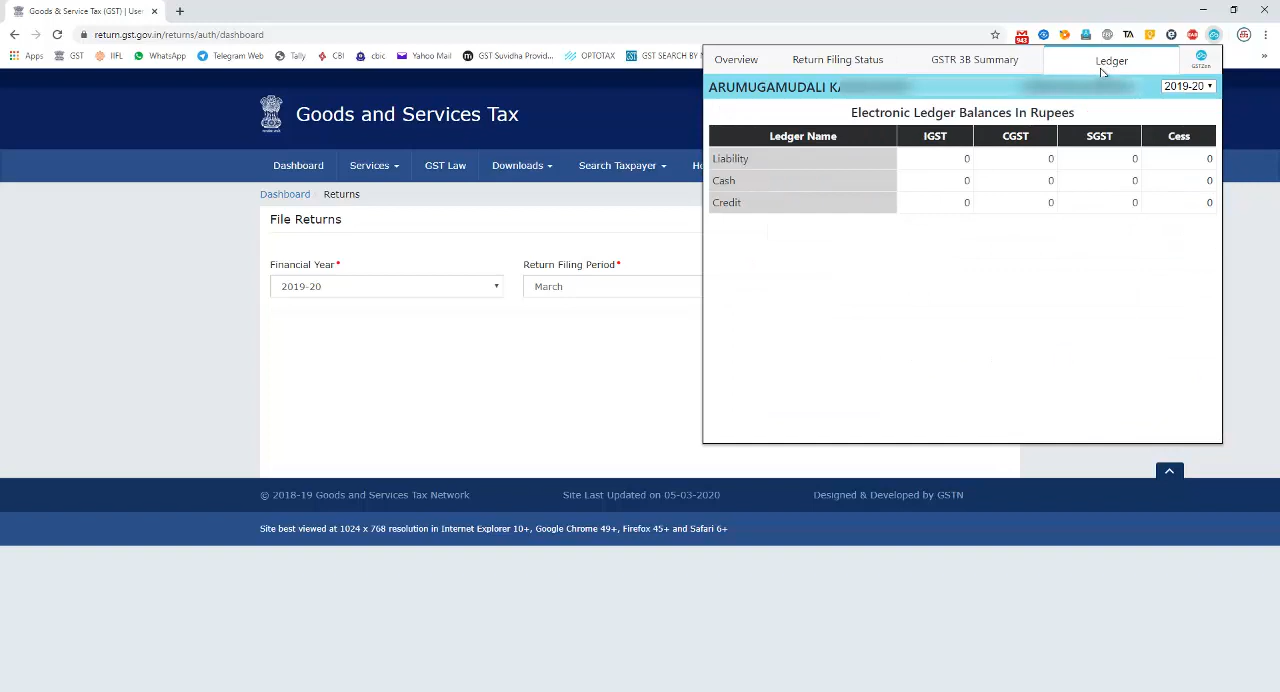 Goods & Service Tax (GST) | User
return.gst.gov.in/returns/auth/dashboard
943
Apps GST IIFL WhatsApp Telegram Web Tally CBI cbic Yahoo Mail GST Suvidha Provid... OPTOTAX GST SEARCH BY
Overview Return Filing Status GSTR 3B Summary Ledger GSTZen
ARUMUGAMUDALI 2019-20
Electronic Ledger Balances In Rupees
Ledger Name IGST CGST SGST Cess
Liability 0 0 0 0
Cash 0 0 0 0
Credit 0 0 0 0
Goods and Services Tax
Dashboard Services GST Law Downloads Search Taxpayer
Dashboard Returns
File Returns
Financial Year* Return Filing Period*
2019-20 March
© 2018-19 Goods and Services Tax Network Site Last Updated on 05-03-2020 Designed & Developed by GSTN
Site best viewed at 1024 x 768 resolution in Internet Explorer 10+, Google Chrome 49+, Firefox 45+ and Safari 6+